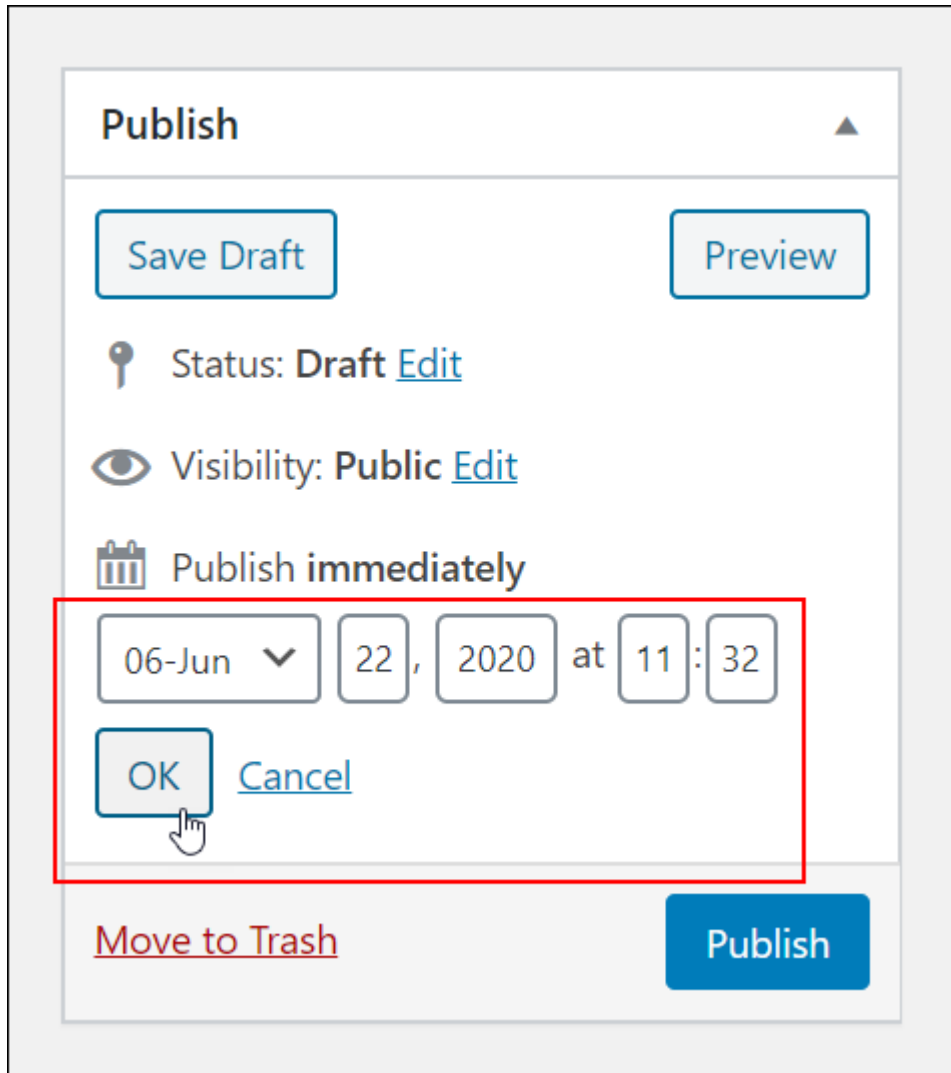 Publish
Save Draft Preview
Status: Draft Edit
Visibility: Public Edit
Publish immediately
06-Jun 22, 2020 at 11:32
OK Cancel
Move to Trash Publish